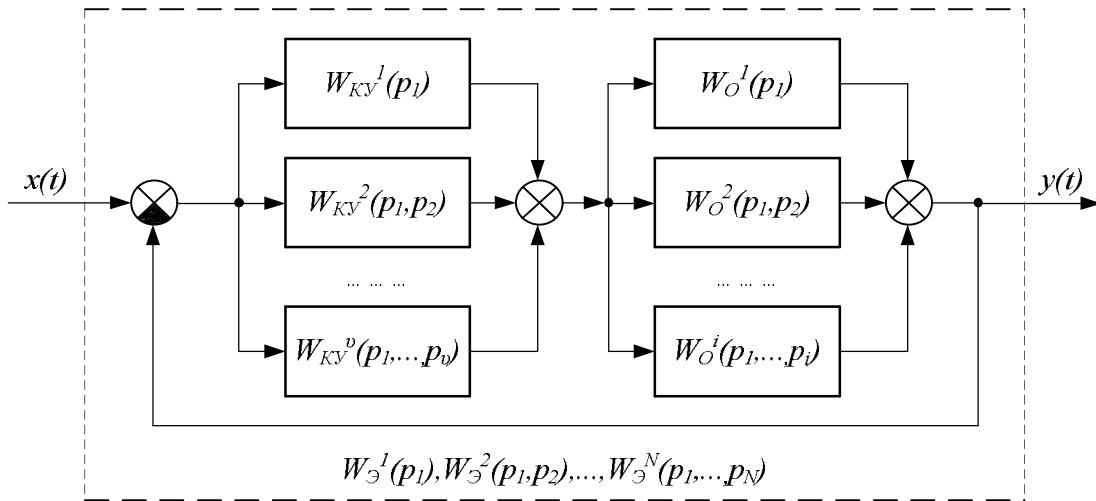 W_КУ^1(p_1)
W_О^1(p_1)
x(t)
W_КУ^2(p_1,p_2)
W_О^2(p_1,p_2)
y(t)
... ... ...
... ... ...
W_КУ^υ(p_1,...,p_υ)
W_О^i(p_1,...,p_i)
W_Э^1(p_1),W_Э^2(p_1,p_2),...,W_Э^N(p_1,...,p_N)